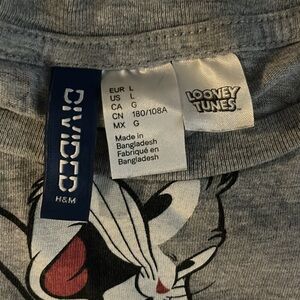 DIVIDED
H&M
EUR L
US L
CA G
CN 180/108A
MX G
Made in
Bangladesh
Fabriqué en
Bangladesh
LOONEY
TUNES